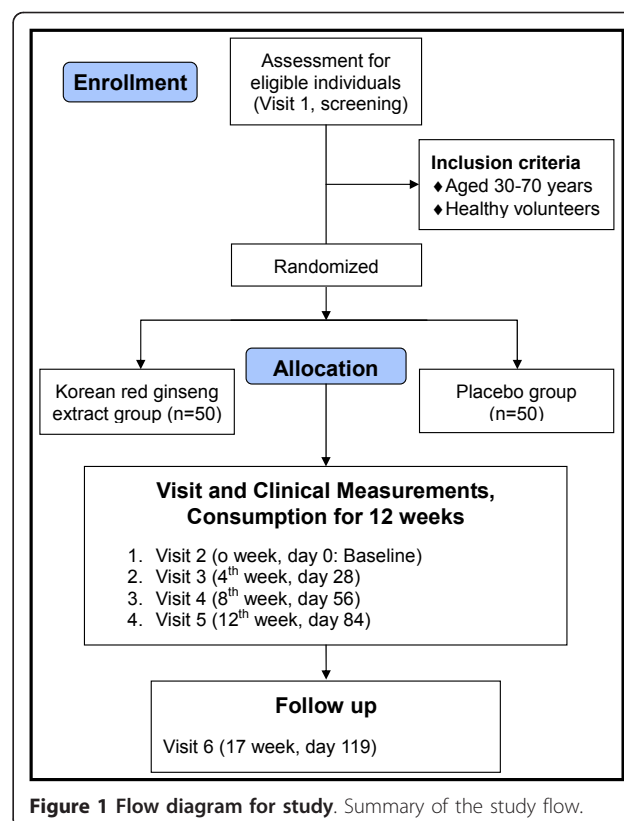 Enrollment
Assessment for
eligible individuals
(Visit 1, screening)
Inclusion criteria
♦Aged 30-70 years
♦Healthy volunteers
Randomized
Allocation
Korean red ginseng
extract group (n=50)
Placebo group
(n=50)
Visit and Clinical Measurements,
Consumption for 12 weeks
1. Visit 2 (o week, day 0: Baseline)
2. Visit 3 (4th week, day 28)
3. Visit 4 (8th week, day 56)
4. Visit 5 (12th week, day 84)
Follow up
Visit 6 (17 week, day 119)
Figure 1 Flow diagram for study. Summary of the study flow.